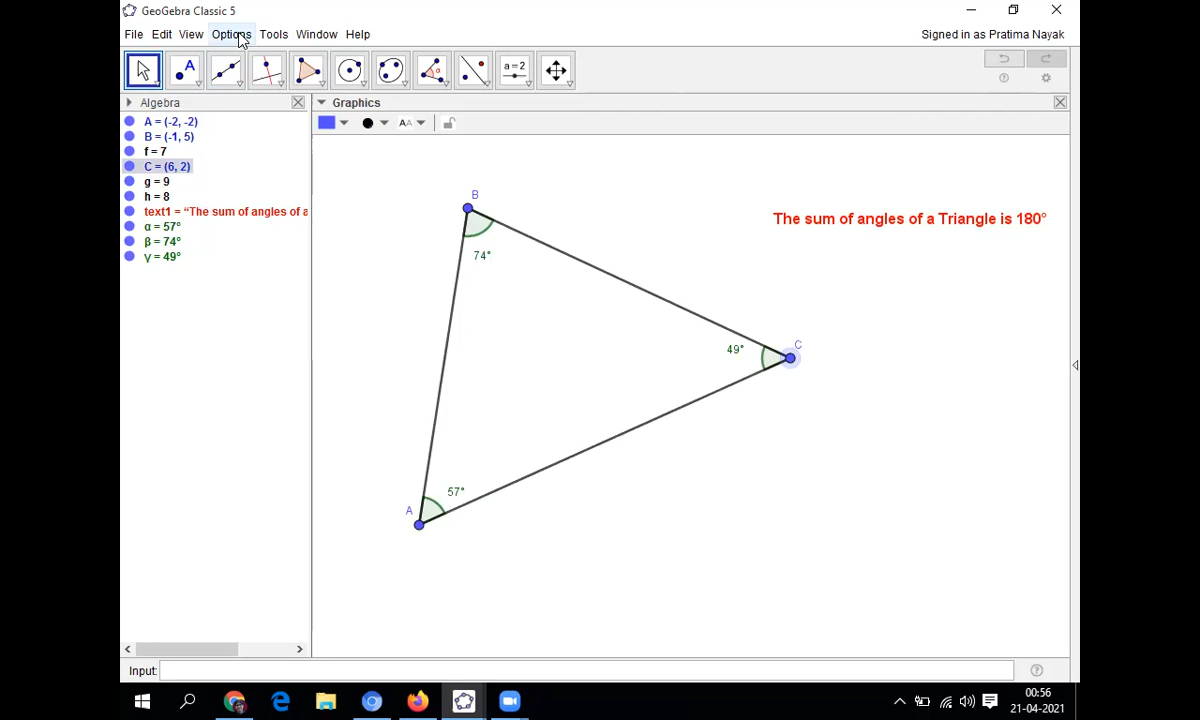 GeoGebra Classic 5
File Edit View Options Tools Window Help
Signed in as Pratima Nayak
A
α
a = 2
Algebra
Graphics
AA
A = (-2, -2)
B = (-1, 5)
f = 7
C = (6, 2)
g = 9
h = 8
text1 = “The sum of angles of a
α = 57°
β = 74°
γ = 49°
B
74°
The sum of angles of a Triangle is 180°
C
49°
57°
A
Input:
00:56
21-04-2021